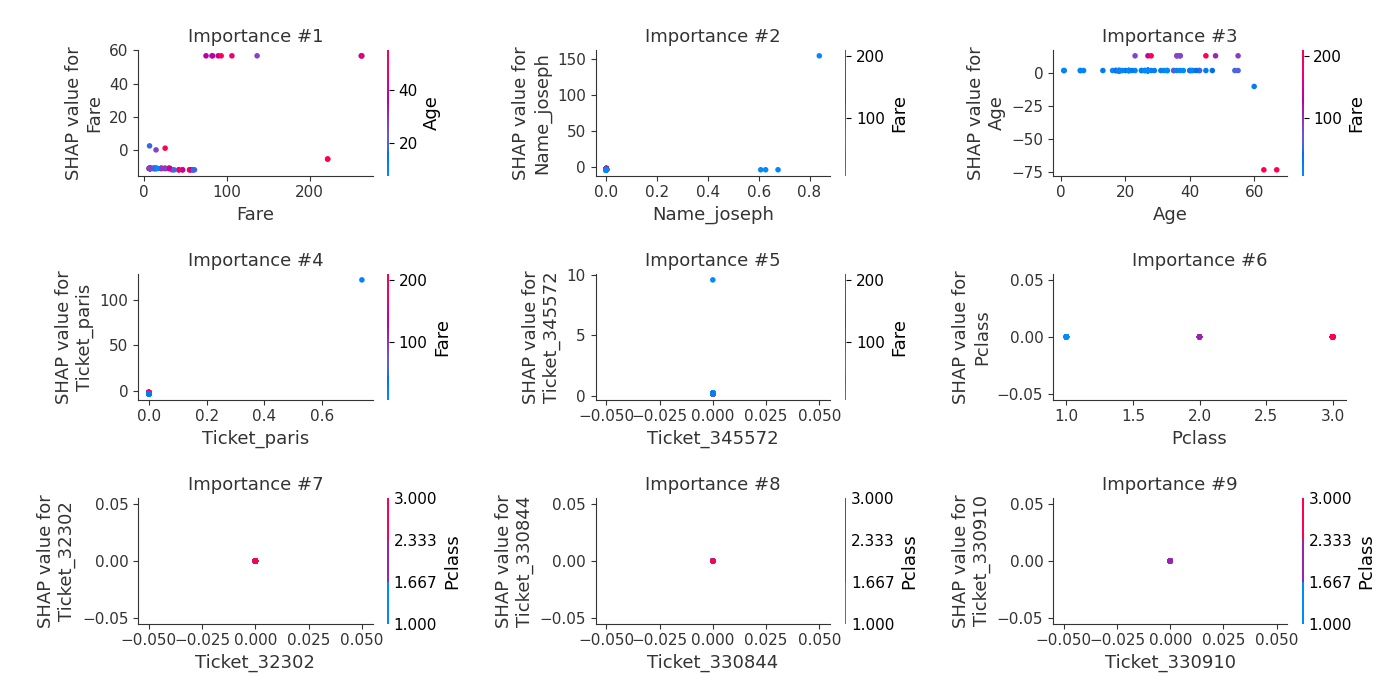 Importance #1
SHAP value for
Fare
60
40
20
0
0
100
200
Fare
40
20
Age
Importance #2
SHAP value for
Name_joseph
150
100
50
0
0.0
0.2
0.4
0.6
0.8
Name_joseph
200
100
Fare
Importance #3
SHAP value for
Age
0
−25
−50
−75
0
20
40
60
Age
200
100
Fare
Importance #4
SHAP value for
Ticket_paris
100
50
0
0.0
0.2
0.4
0.6
Ticket_paris
200
100
Fare
Importance #5
SHAP value for
Ticket_345572
10
5
0
−0.050
−0.025
0.000
0.025
0.050
Ticket_345572
200
100
Fare
Importance #6
SHAP value for
Pclass
0.05
0.00
−0.05
1.0
1.5
2.0
2.5
3.0
Pclass
Importance #7
SHAP value for
Ticket_32302
0.05
0.00
−0.05
−0.050
−0.025
0.000
0.025
0.050
Ticket_32302
3.000
2.333
1.667
1.000
Pclass
Importance #8
SHAP value for
Ticket_330844
0.05
0.00
−0.05
−0.050
−0.025
0.000
0.025
0.050
Ticket_330844
3.000
2.333
1.667
1.000
Pclass
Importance #9
SHAP value for
Ticket_330910
0.05
0.00
−0.05
−0.050
−0.025
0.000
0.025
0.050
Ticket_330910
3.000
2.333
1.667
1.000
Pclass